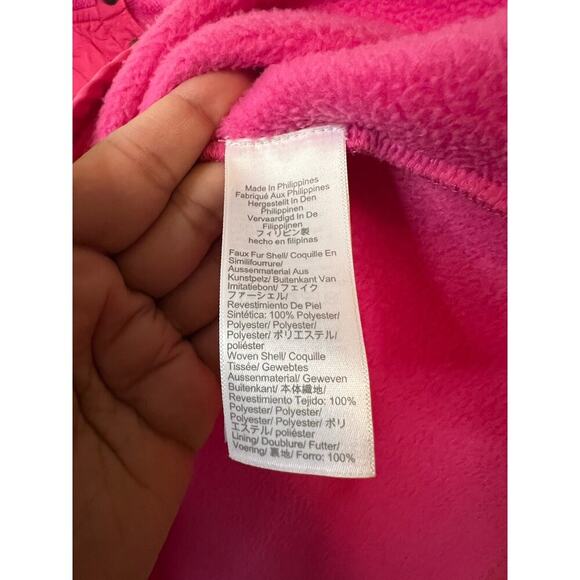 Made In Philippines
Fabriqué Aux Philippines
Hergestellt In Den
Philippinen
Vervaardigd In De
Filippijnen
フィリピン製
hecho en filipinas
Faux Fur Shell/ Coquille En
Similifourrure/
Aussenmaterial Aus
Kunstpelz/ Buitenkant Van
Imitatiebont/ フェイク
ファーシェル/
Revestimiento De Piel
Sintética: 100% Polyester/
Polyester/ Polyester/
Polyester/ ポリエステル/
poliéster
Woven Shell/ Coquille
Tissée/ Gewebtes
Aussenmaterial/ Geweven
Buitenkant/ 本体織地/
Revestimiento Tejido: 100%
Polyester/ Polyester/
Polyester/ Polyester/ ポリ
エステル/ poliéster
Lining/ Doublure/ Futter/
Voering/ 裏地/ Forro: 100%